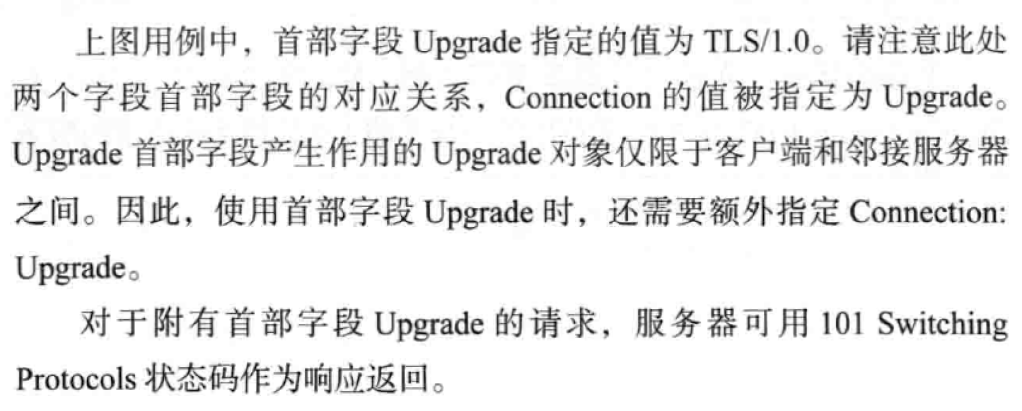 上图用例中，首部字段 Upgrade 指定的值为 TLS/1.0。请注意此处
两个字段首部字段的对应关系，Connection 的值被指定为 Upgrade。
Upgrade 首部字段产生作用的 Upgrade 对象仅限于客户端和邻接服务器
之间。因此，使用首部字段 Upgrade 时，还需要额外指定 Connection:
Upgrade。
对于附有首部字段 Upgrade 的请求，服务器可用 101 Switching
Protocols 状态码作为响应返回。